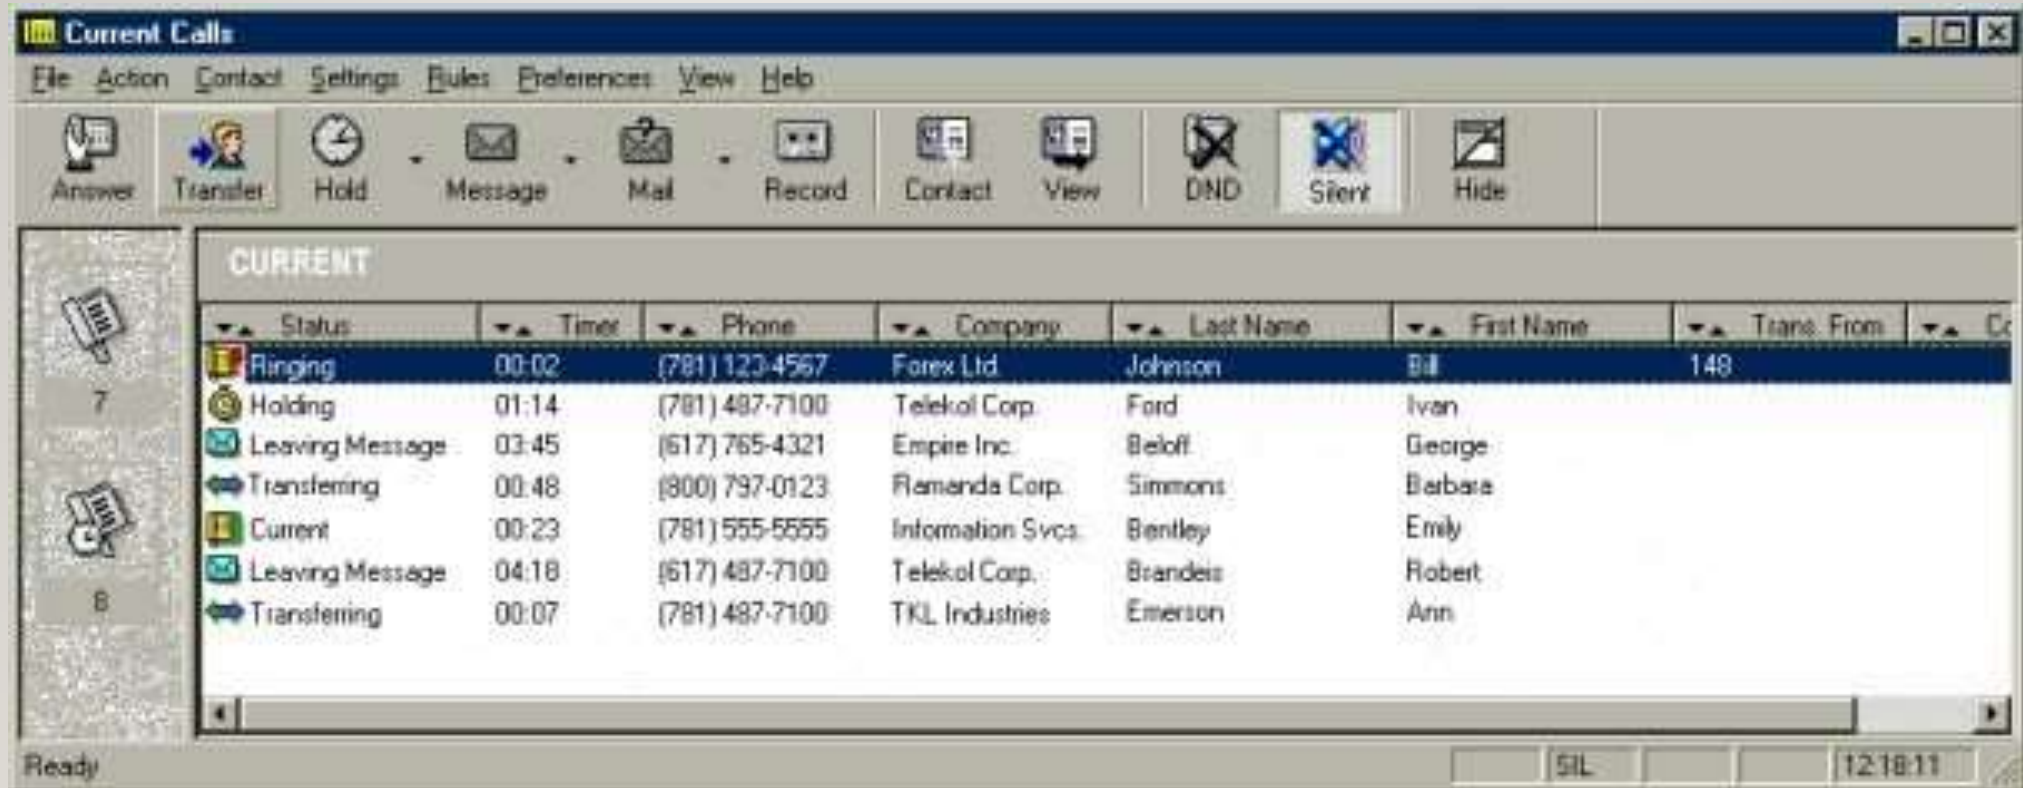 Current Calls
File Action Contact Settings Rules Preferences View Help
Answer Transfer Hold Message Mail Record Contact View DND Silent Hide
CURRENT
Status Timer Phone Company Last Name First Name Trans. From Co
Ringing 00:02 (781) 123-4567 Forex Ltd. Johnson Bill 148
Holding 01:14 (781) 487-7100 Telekol Corp. Ford Ivan
Leaving Message 03:45 (617) 765-4321 Empire Inc. Beloff George
Transferring 00:48 (800) 797-0123 Ramanda Corp. Simmons Barbara
Current 00:23 (781) 555-5555 Information Svcs. Bentley Emily
Leaving Message 04:18 (617) 487-7100 Telekol Corp. Brandeis Robert
Transferring 00:07 (781) 487-7100 TKL Industries Emerson Ann
7
8
Ready SIL 12:18:11